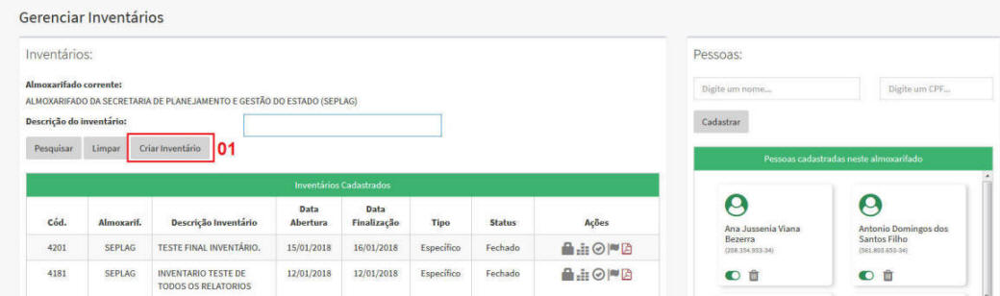 Gerenciar Inventários
Inventários:
Almoxarifado corrente:
ALMOXARIFADO DA SECRETARIA DE PLANEJAMENTO E GESTÃO DO ESTADO (SEPLAG)
Descrição do inventário:
Pesquisar Limpar Criar Inventário 01
Inventários Cadastrados
Cód. Almoxarif. Descrição Inventário Data Abertura Data Finalização Tipo Status Ações
4201 SEPLAG TESTE FINAL INVENTÁRIO. 15/01/2018 16/01/2018 Específico Fechado
4181 SEPLAG INVENTARIO TESTE DE 12/01/2018 12/01/2018 Específico Fechado
TODOS OS RELATORIOS
Pessoas:
Digite um nome... Digite um CPF...
Cadastrar
Pessoas cadastradas neste almoxarifado
Ana Jussenia Viana
Bezerra
(208.354.933-34)
Antonio Domingos dos
Santos Filho
(561.803.653-34)